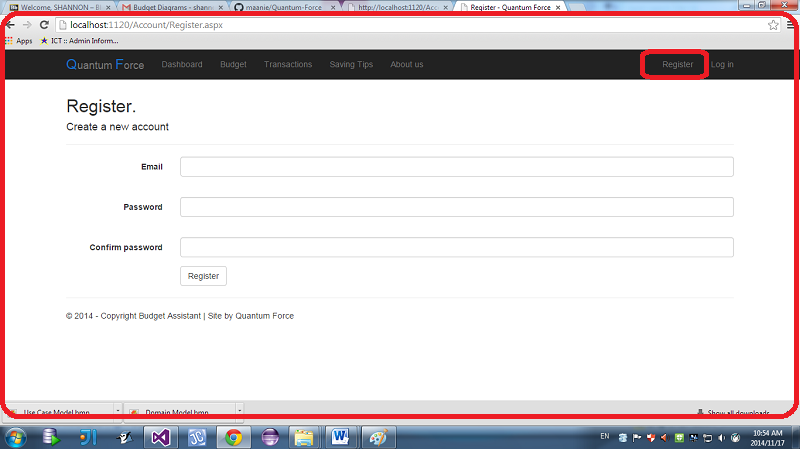 Welcome, SHANNON – Bl
Budget Diaqrams - shann
maanie/Quantum-Force
http://localhost:1120/Acc
Register - Quantum Force
localhost:1120/Account/Register.aspx
Apps
ICT :: Admin Inform...
Quantum Force
Dashboard
Budget
Transactions
Saving Tips
About us
Register
Log in
Register.
Create a new account
Email
Password
Confirm password
Register
© 2014 - Copyright Budget Assistant | Site by Quantum Force
Use Case Model.bmp
Domain Model.bmp
Show all downloads...
EN
10:54 AM
2014/11/17